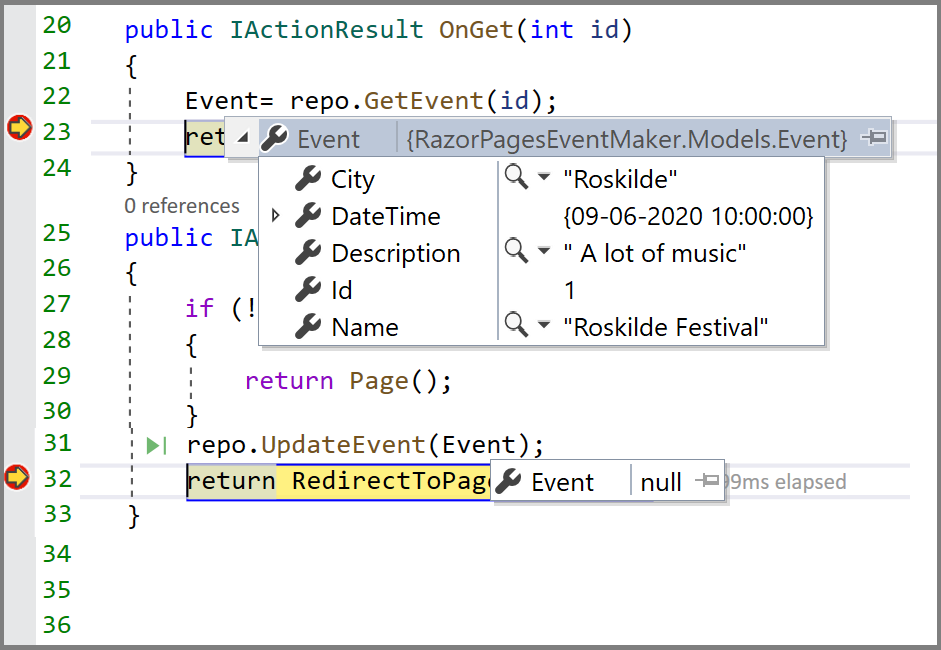 20 public IActionResult OnGet(int id)
21 {
22 Event= repo.GetEvent(id);
23 ret Event {RazorPagesEventMaker.Models.Event}
City "Roskilde"
24 }
0 references
DateTime {09-06-2020 10:00:00}
25 public IA
Description " A lot of music"
26 {
Id 1
27 if (!
Name "Roskilde Festival"
28 {
29 return Page();
30 }
31 repo.UpdateEvent(Event);
32 return RedirectToPage Event null 99ms elapsed
33 }
34
35
36